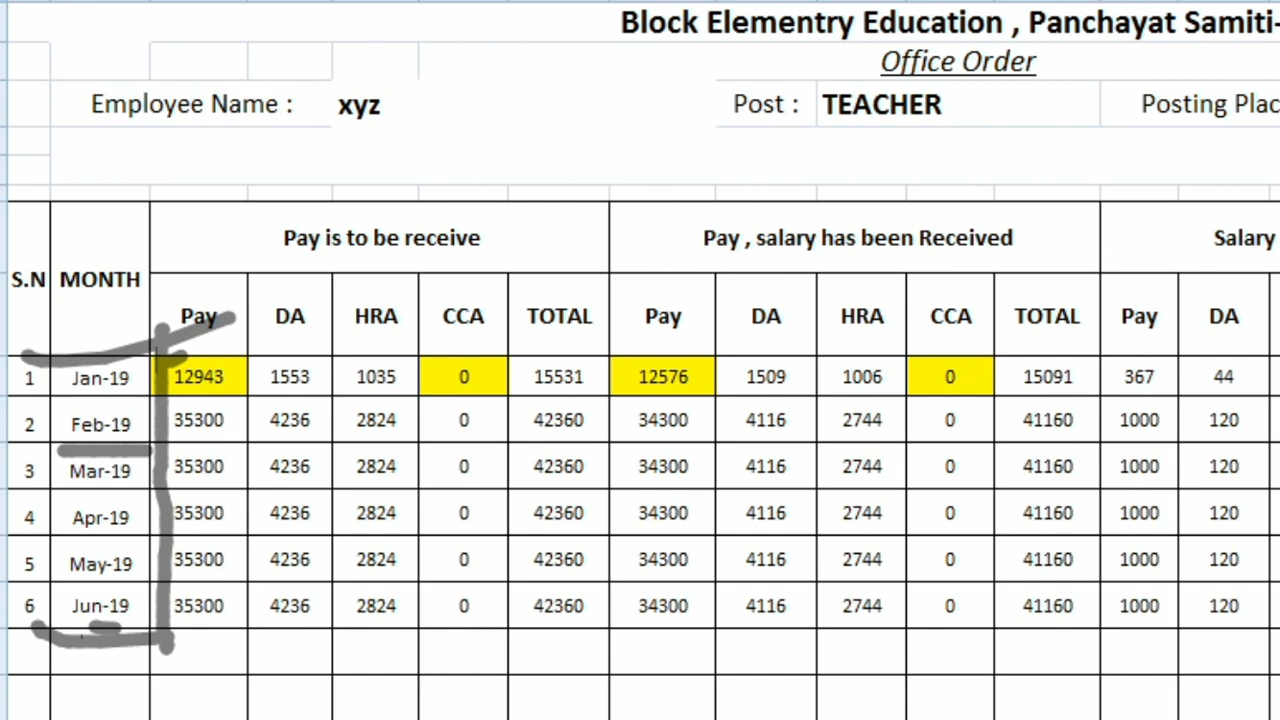 Block Elementry Education , Panchayat Samiti-
Office Order
Employee Name : xyz Post : TEACHER Posting Plac
Pay is to be receive Pay , salary has been Received Salary
S.N MONTH
Pay DA HRA CCA TOTAL Pay DA HRA CCA TOTAL Pay DA
1 Jan-19 12943 1553 1035 0 15531 12576 1509 1006 0 15091 367 44
2 Feb-19 35300 4236 2824 0 42360 34300 4116 2744 0 41160 1000 120
3 Mar-19 35300 4236 2824 0 42360 34300 4116 2744 0 41160 1000 120
4 Apr-19 35300 4236 2824 0 42360 34300 4116 2744 0 41160 1000 120
5 May-19 35300 4236 2824 0 42360 34300 4116 2744 0 41160 1000 120
6 Jun-19 35300 4236 2824 0 42360 34300 4116 2744 0 41160 1000 120